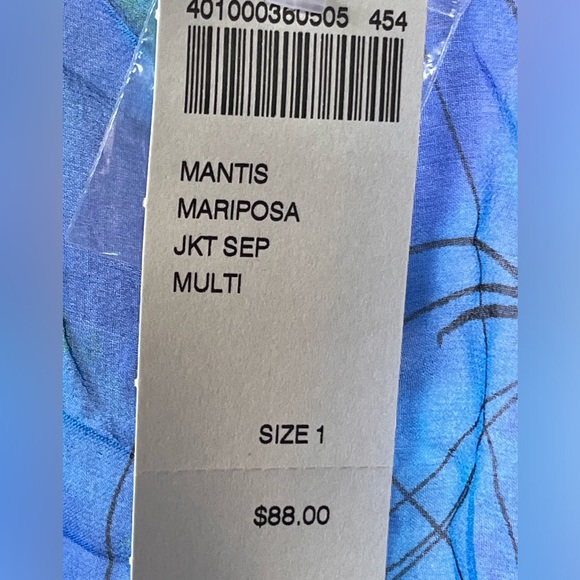 401000360505 454
MANTIS
MARIPOSA
JKT SEP
MULTI
SIZE 1
$88.00